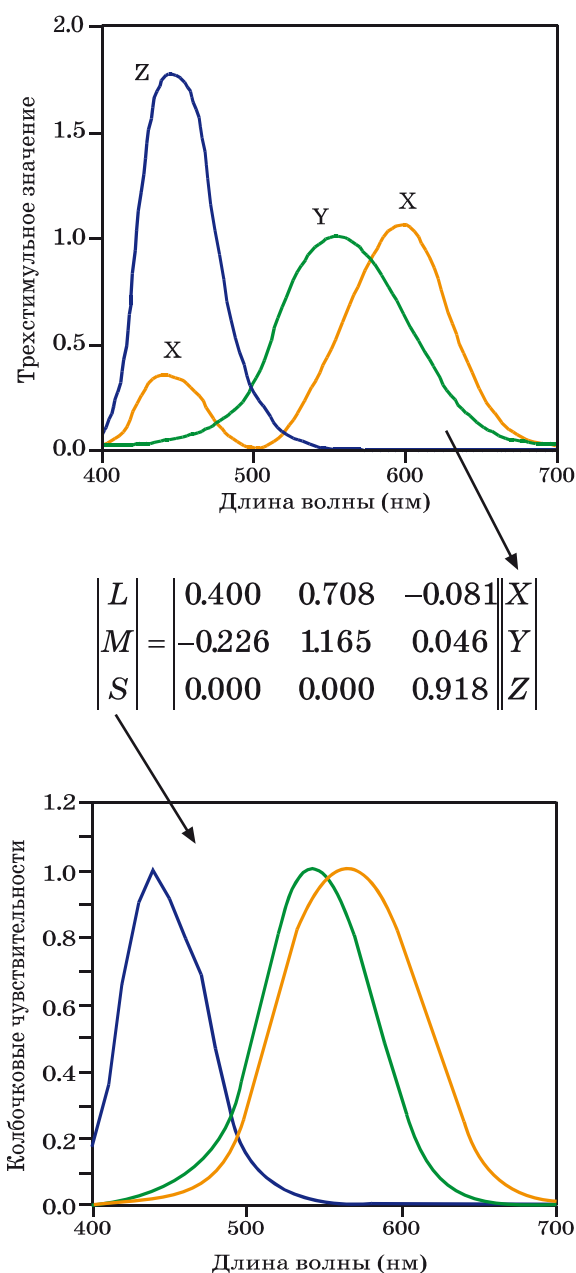 2.0
Z
1.5
X
Y
1.0
0.5
X
0.0
400
500
600
700
Трехстимульное значение
Длина волны (нм)
L 0.400 0.708 −0.081 X
M = −0.226 1.165 0.046 Y
S 0.000 0.000 0.918 Z
1.2
1.0
0.8
0.6
0.4
0.2
0.0
400
500
600
700
Колбочковые чувствительности
Длина волны (нм)